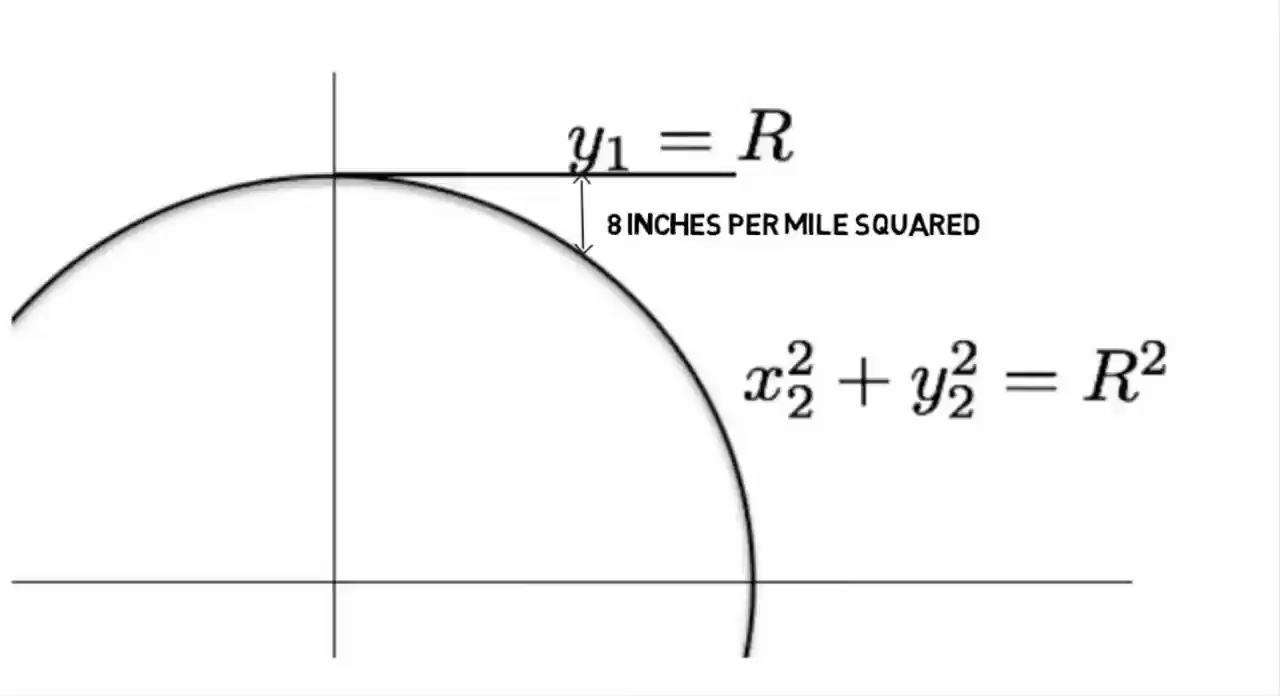 y₁ = R
8 INCHES PER MILE SQUARED
x₂² + y₂² = R²